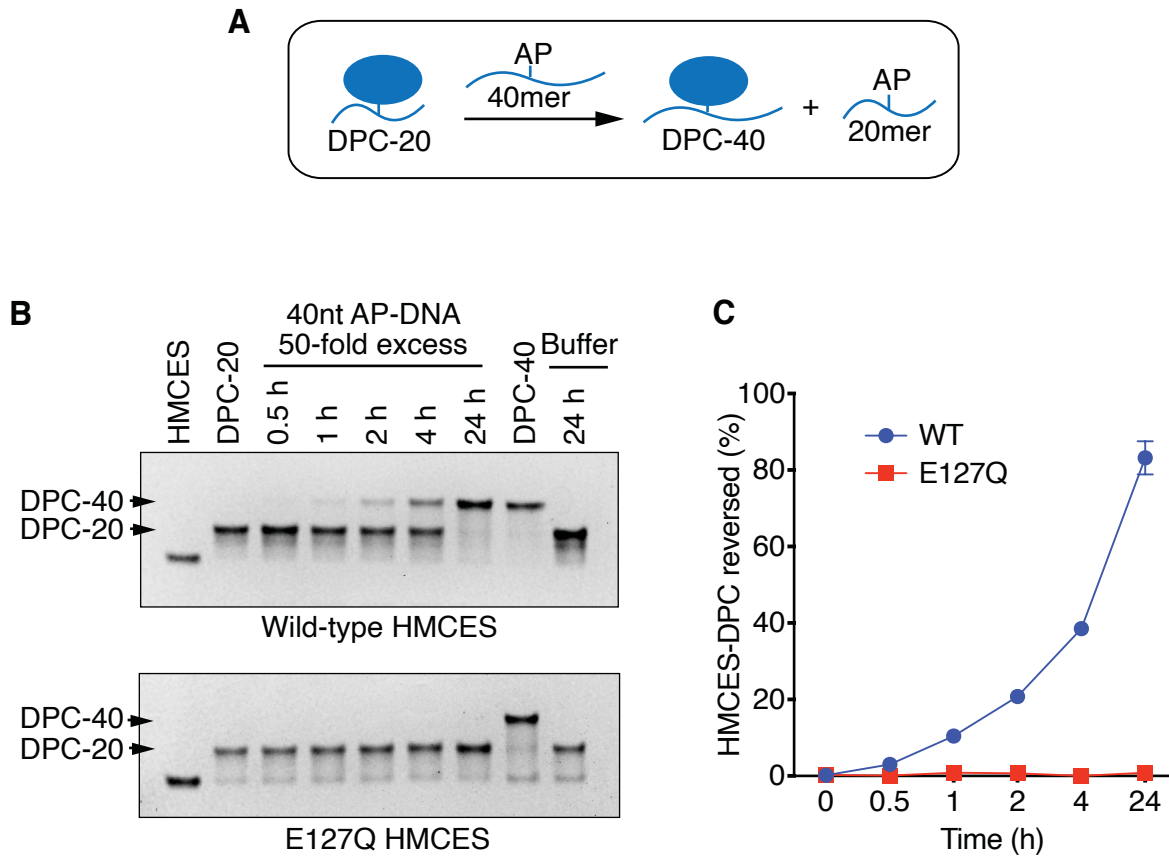 A
AP
40mer
DPC-20
DPC-40
+
AP
20mer
B
40nt AP-DNA
50-fold excess
Buffer
HMCES
DPC-20
0.5 h
1 h
2 h
4 h
24 h
DPC-40
24 h
DPC-40
DPC-20
Wild-type HMCES
DPC-40
DPC-20
E127Q HMCES
C
HMCES-DPC reversed (%)
100
80
60
40
20
0
WT
E127Q
0 0.5 1 2 4 24
Time (h)